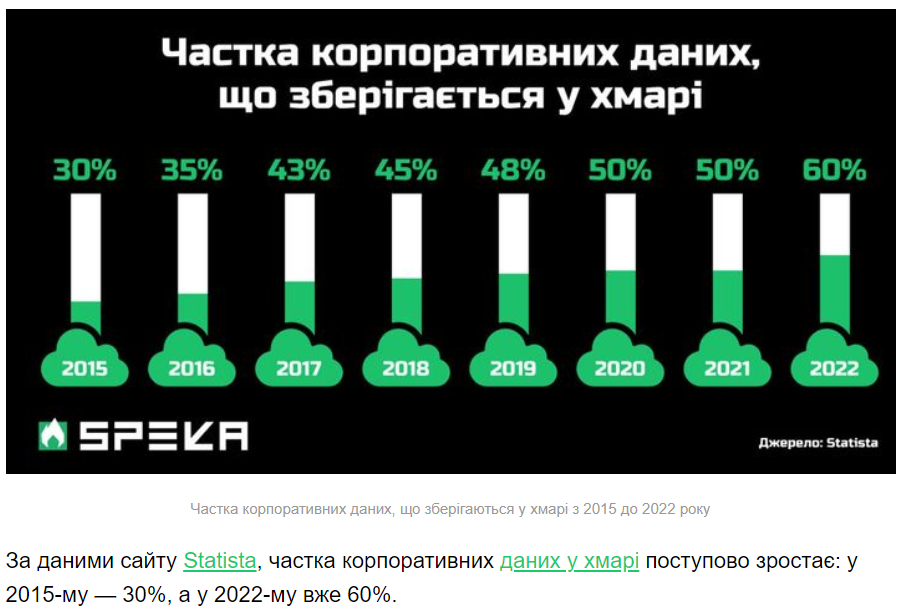 Частка корпоративних даних,
що зберігається у хмарі
30% 35% 43% 45% 48% 50% 50% 60%
2015 2016 2017 2018 2019 2020 2021 2022
SPEKA
Джерело: Statista
Частка корпоративних даних, що зберігаються у хмарі з 2015 до 2022 року
За даними сайту Statista, частка корпоративних даних у хмарі поступово зростає: у
2015-му — 30%, а у 2022-му вже 60%.